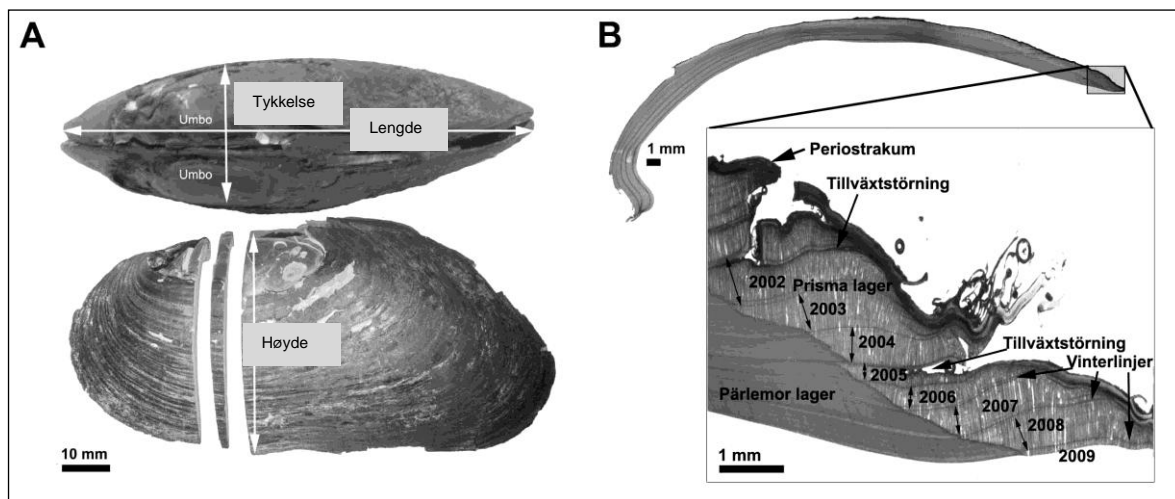 A
Tykkelse
Umbo
Lengde
Umbo
Høyde
10 mm
B
1 mm
Periostrakum
Tillväxtstörning
2002
Prisma lager
2003
2004
Tillväxtstörning
2005
Vinterlinjer
2006
Pärlemor lager
2007
2008
2009
1 mm